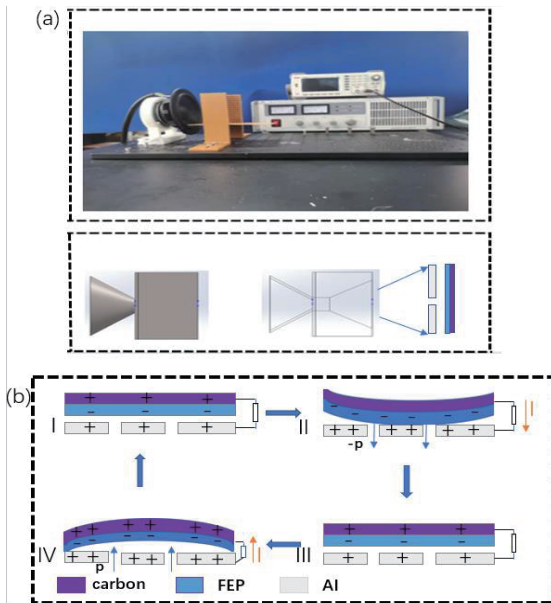 (a)
(b)
+ + +
- - -
+ + +
I
II
- - - - - -
+ + + + + +
-p
I
+ + + + + +
- - - - - -
+ + + + + +
IV
p
I
III
+ + +
- - -
+ + +
carbon FEP Al